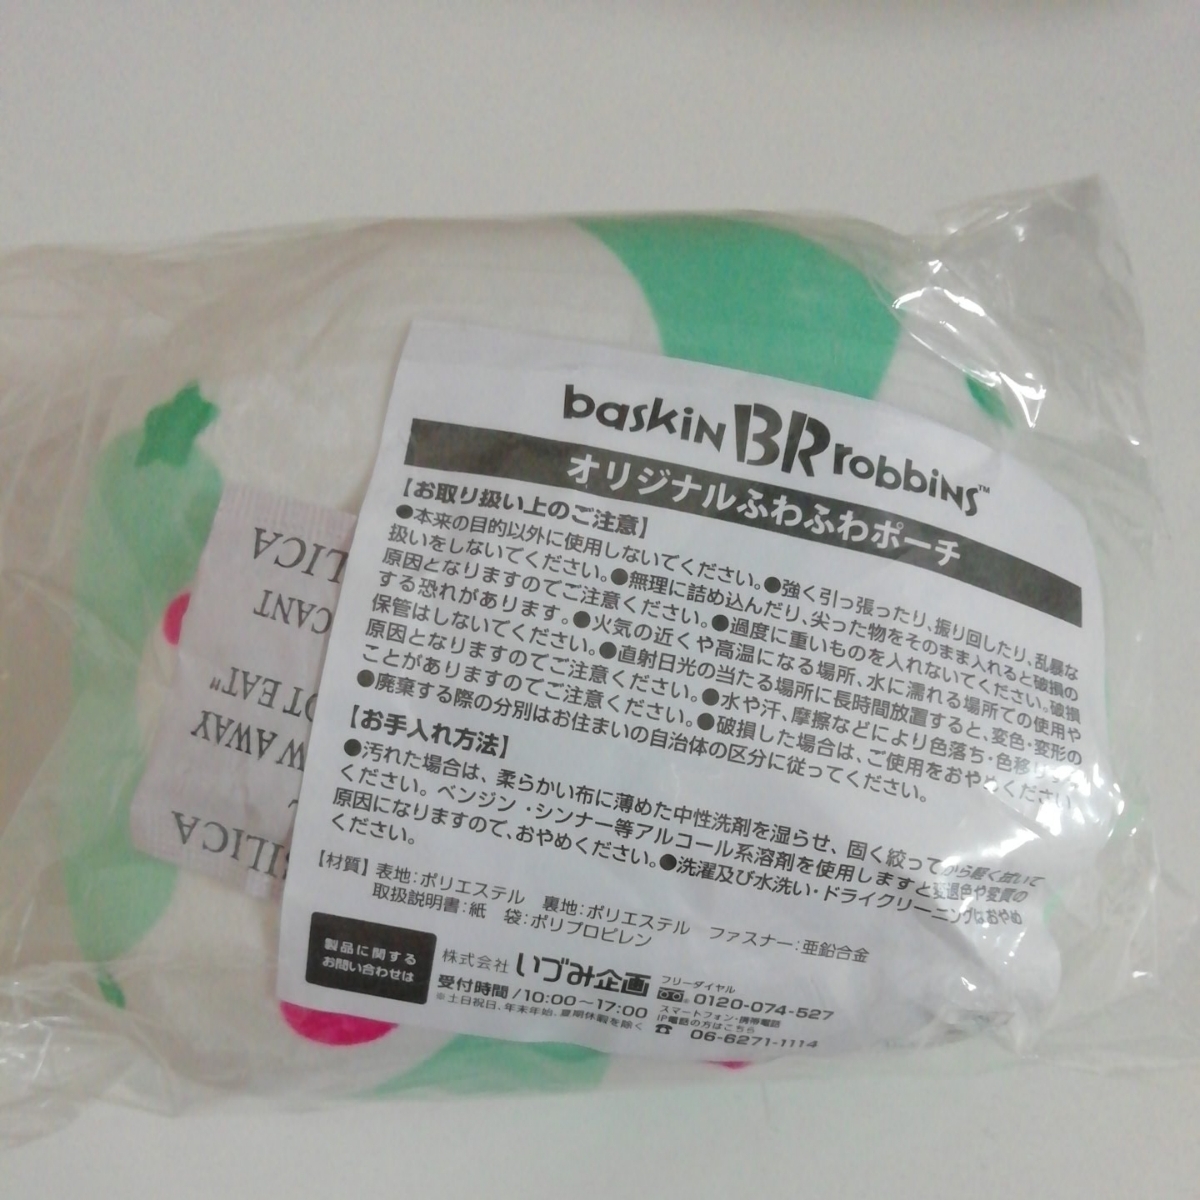 baskin BR robbins™
オリジナルふわふわポーチ
【お取り扱い上のご注意】
●本来の目的以外に使用しないでください。●強く引っ張ったり、振り回したり、乱暴な
扱いをしないでください。●無理に詰め込んだり、尖った物をそのまま入れると破損の
原因となりますのでご注意ください。●過度に重いものを入れないでください。破損
する恐れがあります。●火気の近くや高温になる場所、水に濡れる場所での使用や
保管はしないでください。●直射日光の当たる場所に長時間放置すると、変色・変形の
原因となりますのでご注意ください。●水や汗、摩擦などにより色落ち・色移り
ことがありますのでご注意ください。●破損した場合は、ご使用をおやめください
●廃棄する際の分別はお住まいの自治体の区分に従ってください。
【お手入れ方法】
●汚れた場合は、柔らかい布に薄めた中性洗剤を湿らせ、固く絞ってから軽く拭いて
ください。ベンジン・シンナー等アルコール系溶剤を使用しますと変退色や変質の
原因になりますので、おやめください。●洗濯及び水洗い・ドライクリーニングはおやめ
ください。
【材質】表地:ポリエステル 裏地:ポリエステル ファスナー:亜鉛合金
取扱説明書:紙 袋:ポリプロピレン
製品に関する
お問い合わせは
株式会社 いづみ企画
受付時間/10:00～17:00
※土日祝日、年末年始、夏期休暇を除く
フリーダイヤル
0120-074-527
スマートフォン・携帯電話
IP電話の方はこちら
☎ 06-6271-1114
SILICA
W AWAY
OT EAT"
CANT
LICA